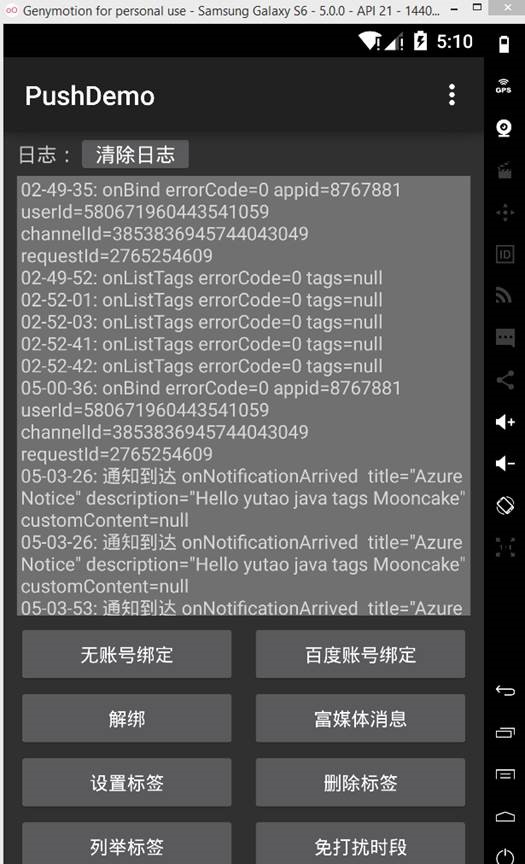 Genymotion for personal use - Samsung Galaxy S6 - 5.0.0 - API 21 - 1440...
5:10
PushDemo
GPS
日志： 清除日志
02-49-35: onBind errorCode=0 appid=8767881
userId=580671960443541059
channelId=3853836945744043049
requestId=2765254609
02-49-52: onListTags errorCode=0 tags=null
02-52-01: onListTags errorCode=0 tags=null
02-52-03: onListTags errorCode=0 tags=null
02-52-41: onListTags errorCode=0 tags=null
02-52-42: onListTags errorCode=0 tags=null
05-00-36: onBind errorCode=0 appid=8767881
userId=580671960443541059
channelId=3853836945744043049
requestId=2765254609
05-03-26: 通知到达 onNotificationArrived  title="Azure
Notice" description="Hello yutao java tags Mooncake"
customContent=null
05-03-26: 通知到达 onNotificationArrived  title="Azure
Notice" description="Hello yutao java tags Mooncake"
customContent=null
05-03-53: 通知到达 onNotificationArrived  title="Azure
无账号绑定 百度账号绑定
解绑 富媒体消息
设置标签 删除标签
列举标签 免打扰时段
ID
1:1